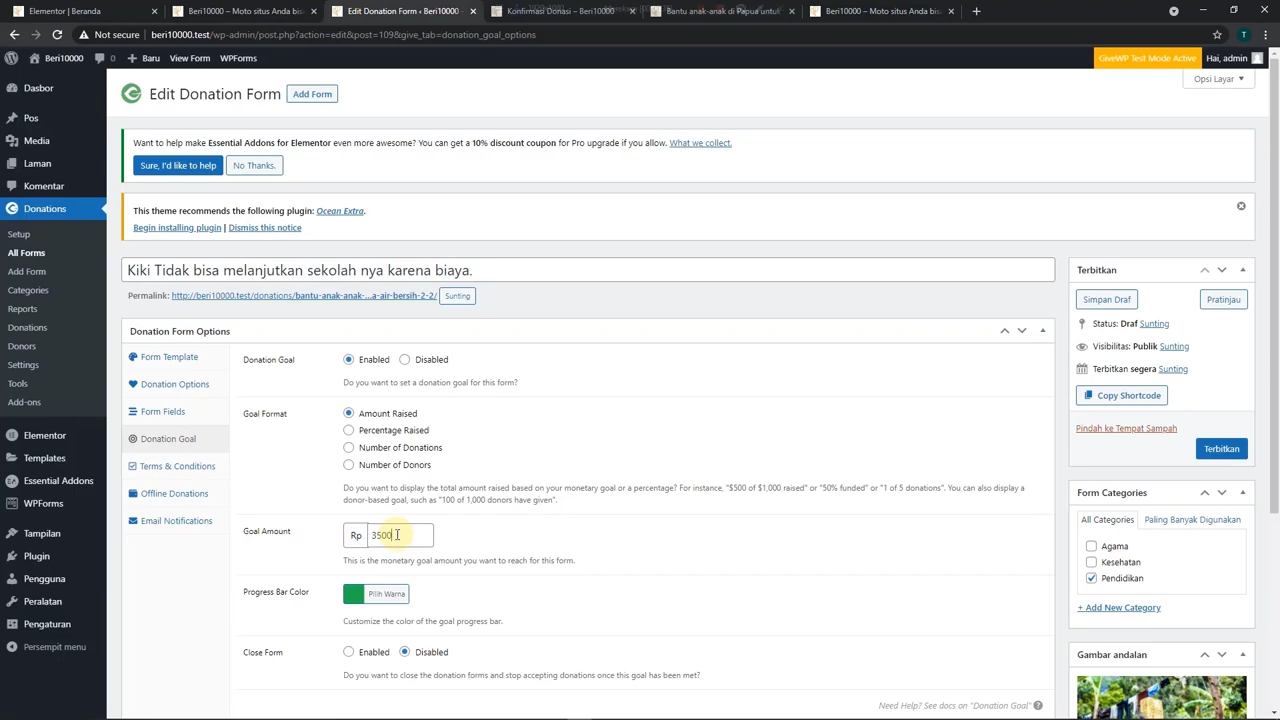 Elementor | Beranda
Beri10000 – Moto situs Anda bis
Edit Donation Form ‹ Beri10000
Konfirmasi Donasi – Beri10000
Bantu anak-anak di Kepul untuk
Beri10000 – Moto situs Anda bis
Not secure
beri10000.test/wp-admin/post.php?action=edit&post=109&give_tab=donation_goal_options
T
Beri10000
0
Baru
View Form
WPForms
GiveWP Test Mode Active
Hai, admin
Dasbor
Pos
Media
Laman
Komentar
Donations
Setup
All Forms
Add Form
Categories
Reports
Donations
Donors
Settings
Tools
Add-ons
Elementor
Templates
Essential Addons
WPForms
Tampilan
Plugin
Pengguna
Peralatan
Pengaturan
Persempit menu
Edit Donation Form
Add Form
Opsi Layar
Want to help make Essential Addons for Elementor even more awesome? You can get a 10% discount coupon for Pro upgrade if you allow. What we collect.
Sure, I'd like to help
No Thanks.
This theme recommends the following plugin: Ocean Extra.
Begin installing plugin | Dismiss this notice
Kiki Tidak bisa melanjutkan sekolah nya karena biaya.
Permalink: http://beri10000.test/donations/bantu-anak-anak-…a-air-bersih-2-2/
Sunting
Donation Form Options
Form Template
Donation Options
Form Fields
Donation Goal
Terms & Conditions
Offline Donations
Email Notifications
Donation Goal
Enabled
Disabled
Do you want to set a donation goal for this form?
Goal Format
Amount Raised
Percentage Raised
Number of Donations
Number of Donors
Do you want to display the total amount raised based on your monetary goal or a percentage? For instance, "$500 of $1,000 raised" or "50% funded" or "1 of 5 donations". You can also display a
donor-based goal, such as "100 of 1,000 donors have given".
Goal Amount
Rp
3500
This is the monetary goal amount you want to reach for this form.
Progress Bar Color
Pilih Warna
Customize the color of the goal progress bar.
Close Form
Enabled
Disabled
Do you want to close the donation forms and stop accepting donations once this goal has been met?
Need Help? See docs on "Donation Goal"
Terbitkan
Simpan Draf
Pratinjau
Status: Draf Sunting
Visibilitas: Publik Sunting
Terbitkan segera Sunting
Copy Shortcode
Pindah ke Tempat Sampah
Terbitkan
Form Categories
All Categories
Paling Banyak Digunakan
Agama
Kesehatan
Pendidikan
+ Add New Category
Gambar andalan